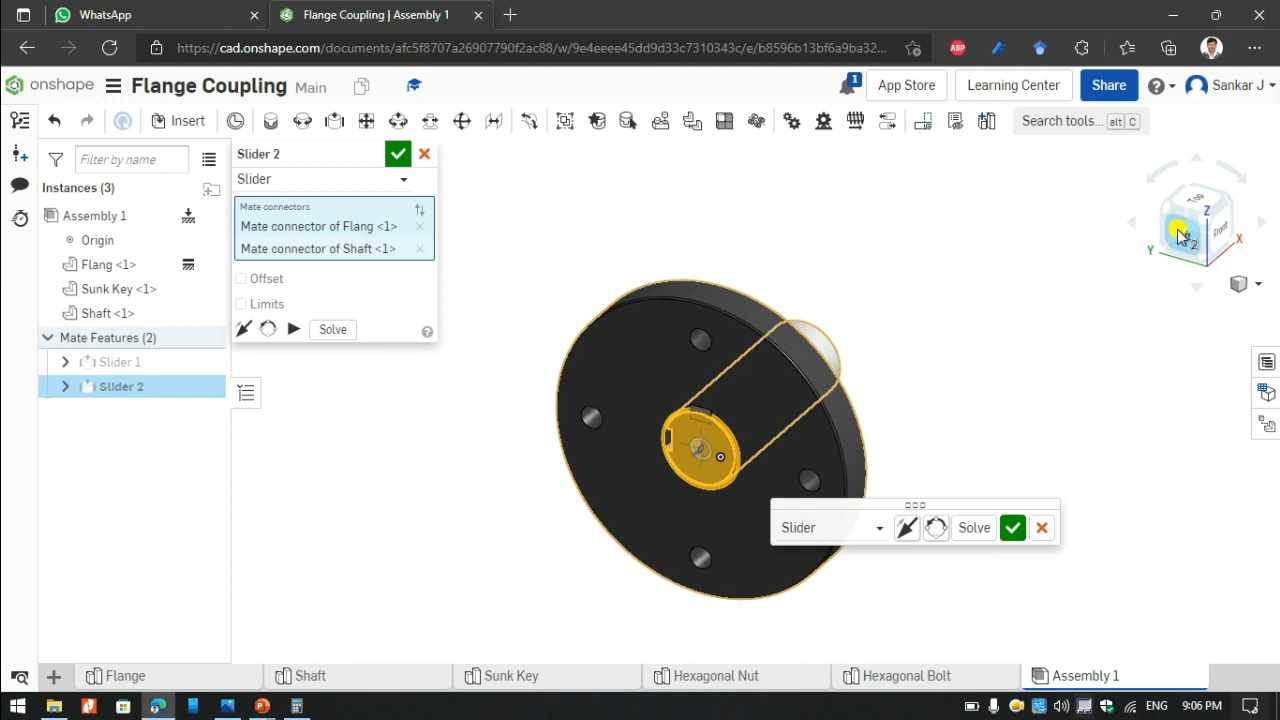 WhatsApp
Flange Coupling | Assembly 1
https://cad.onshape.com/documents/afc5f8707a26907790f2ac88/w/9e4eeee45dd9d33c7310343c/e/b8596b13bf6a9ba32...
ABP
onshape
Flange Coupling Main
1
App Store
Learning Center
Share
Sankar J
Insert
Search tools... alt C
Filter by name
Instances (3)
Assembly 1
Origin
Flang <1>
Sunk Key <1>
Shaft <1>
Mate Features (2)
Slider 1
Slider 2
Slider 2
Slider
Mate connectors
Mate connector of Flang <1>
Mate connector of Shaft <1>
Offset
Limits
Solve
Z
Front
X
Y
Slider
Solve
Flange
Shaft
Sunk Key
Hexagonal Nut
Hexagonal Bolt
Assembly 1
ENG
9:06 PM